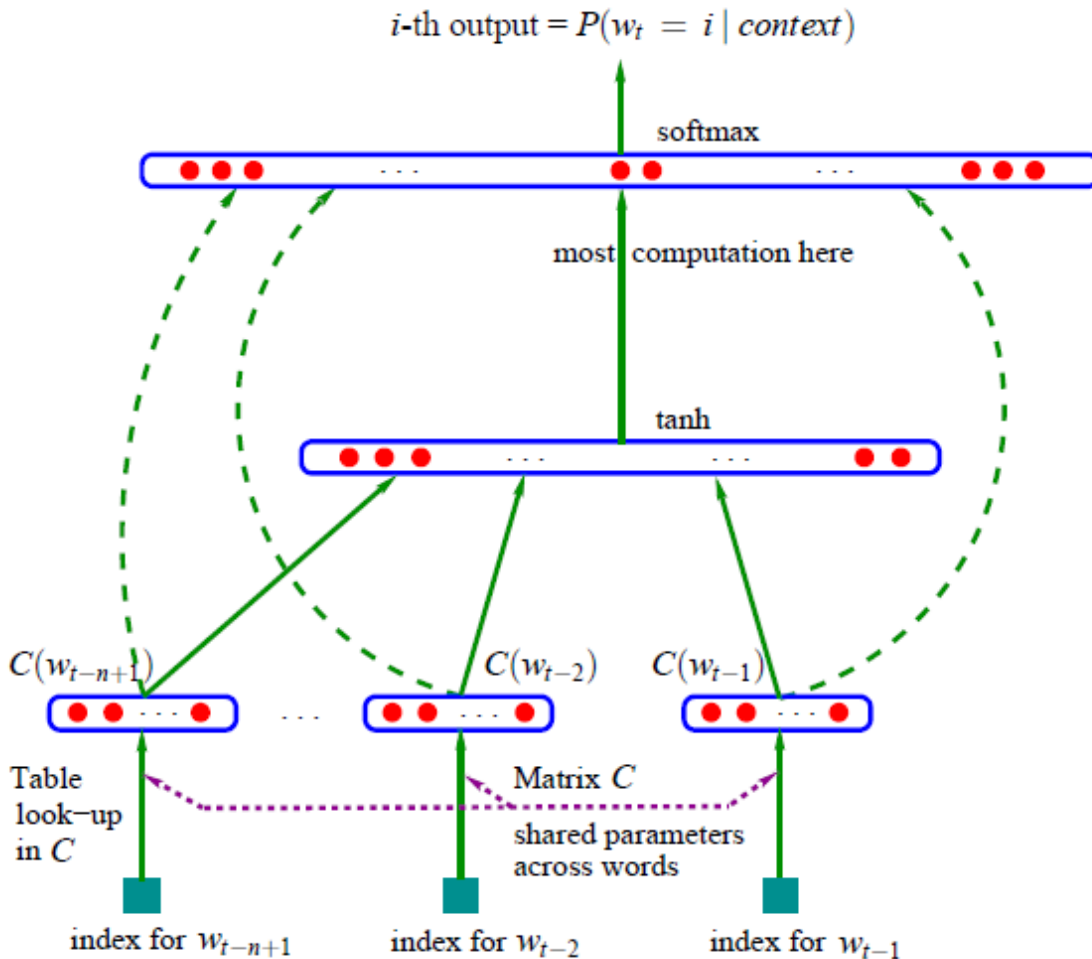 i-th output = P(w_t = i | context)
softmax
. . .
. . .
most computation here
tanh
. . .
. . .
C(w_{t−n+1})
C(w_{t−2})
C(w_{t−1})
. . .
. . .
. . .
. . .
Table
look−up
in C
Matrix C
shared parameters
across words
index for w_{t−n+1}
index for w_{t−2}
index for w_{t−1}